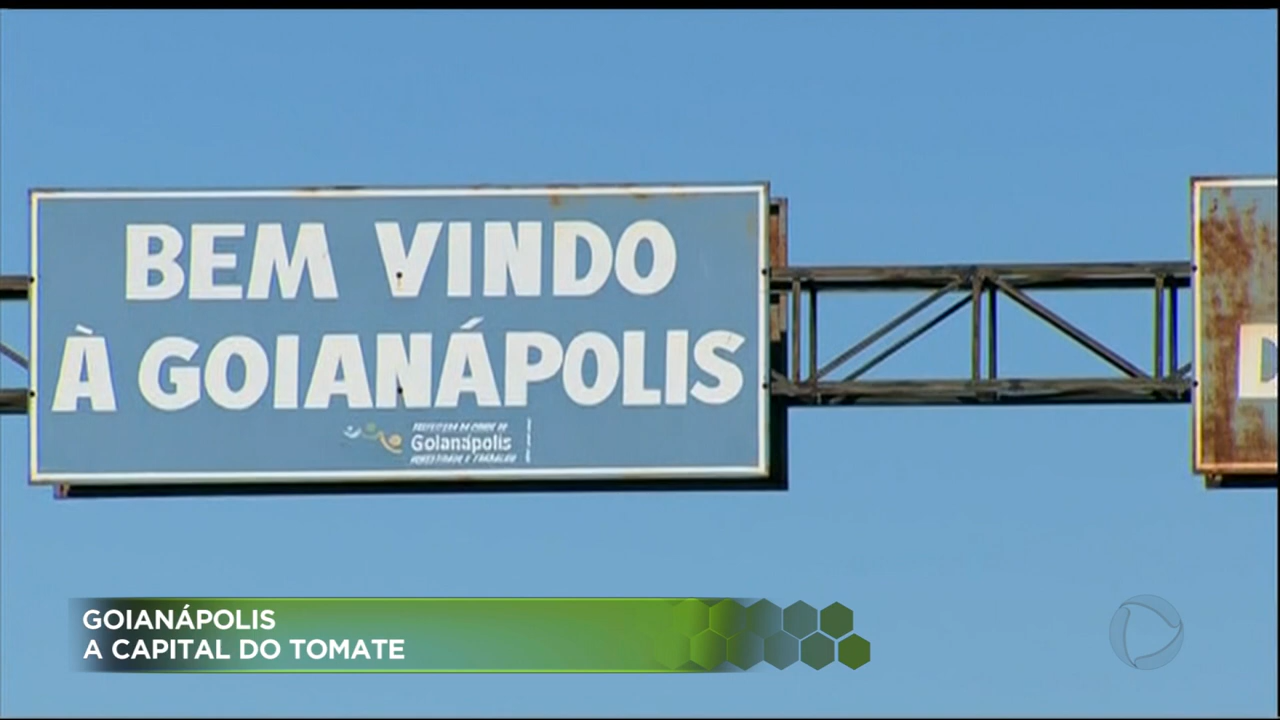 BEM VINDO
À GOIANÁPOLIS
Goianápolis
D
GOIANÁPOLIS
A CAPITAL DO TOMATE